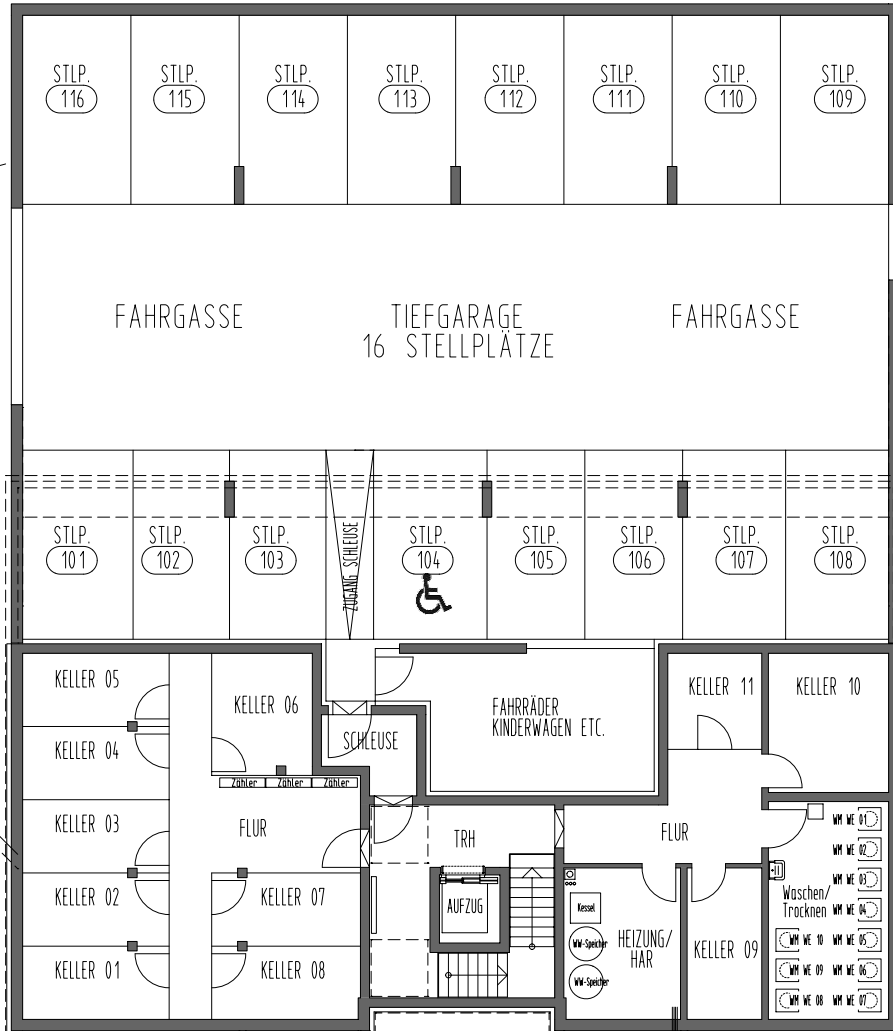 STLP. 116
STLP. 115
STLP. 114
STLP. 113
STLP. 112
STLP. 111
STLP. 110
STLP. 109
FAHRGASSE
TIEFGARAGE
16 STELLPLÄTZE
FAHRGASSE
STLP. 101
STLP. 102
STLP. 103
ZUGANG SCHLEUSE
STLP. 104
STLP. 105
STLP. 106
STLP. 107
STLP. 108
KELLER 05
KELLER 06
KELLER 04
KELLER 03
KELLER 02
KELLER 01
Zähler
Zähler
Zähler
FLUR
KELLER 07
KELLER 08
SCHLEUSE
FAHRRÄDER
KINDERWAGEN ETC.
KELLER 11
KELLER 10
TRH
AUFZUG
FLUR
Kessel
WW-Speicher
WW-Speicher
HEIZUNG/
HAR
KELLER 09
Waschen/
Trocknen
WM WE 01
WM WE 02
WM WE 03
WM WE 04
WM WE 10
WM WE 05
WM WE 09
WM WE 06
WM WE 08
WM WE 07